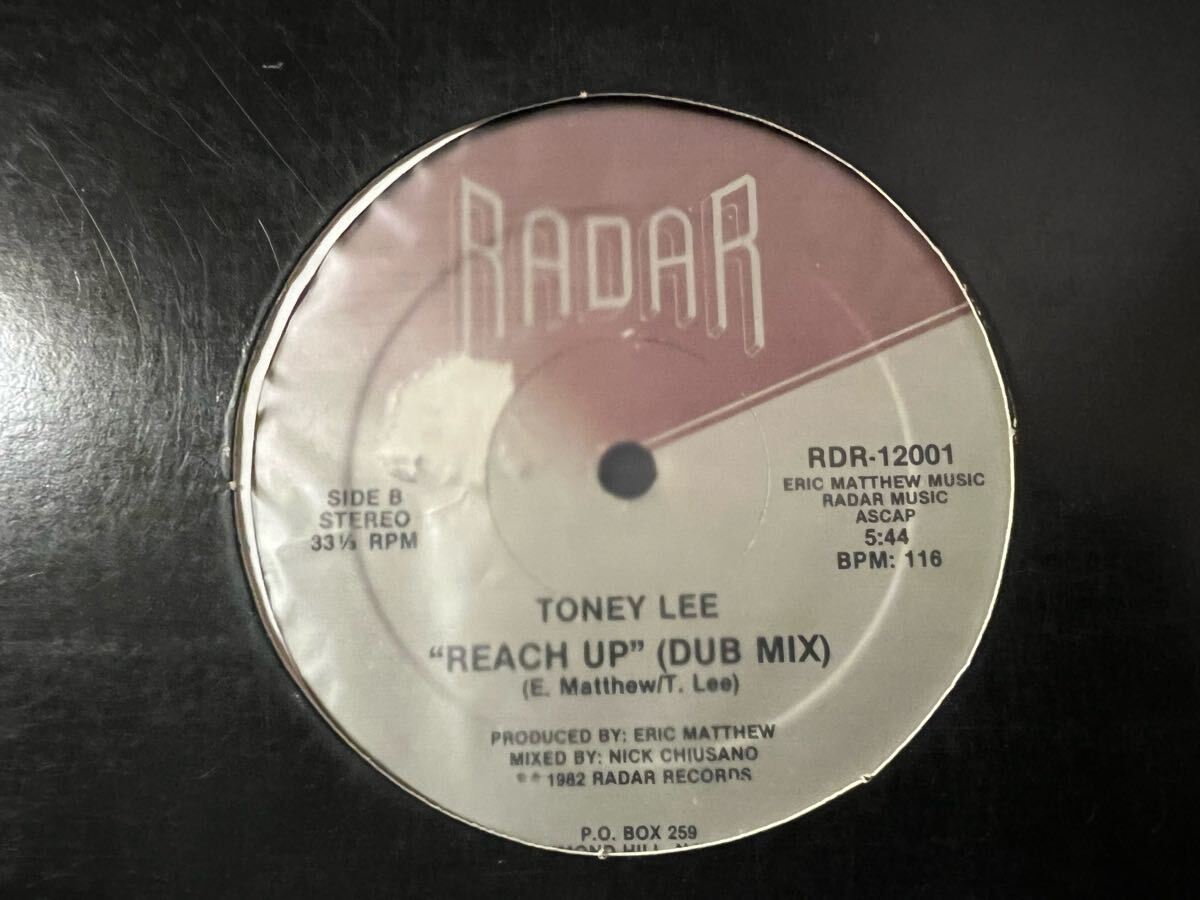 RADAR
RDR-12001
ERIC MATTHEW MUSIC
RADAR MUSIC
ASCAP
5:44
BPM: 116
SIDE B
STEREO
33⅓ RPM
TONEY LEE
"REACH UP" (DUB MIX)
(E. Matthew/T. Lee)
PRODUCED BY: ERIC MATTHEW
MIXED BY: NICK CHIUSANO
1982 RADAR RECORDS
P.O. BOX 259
HILL,